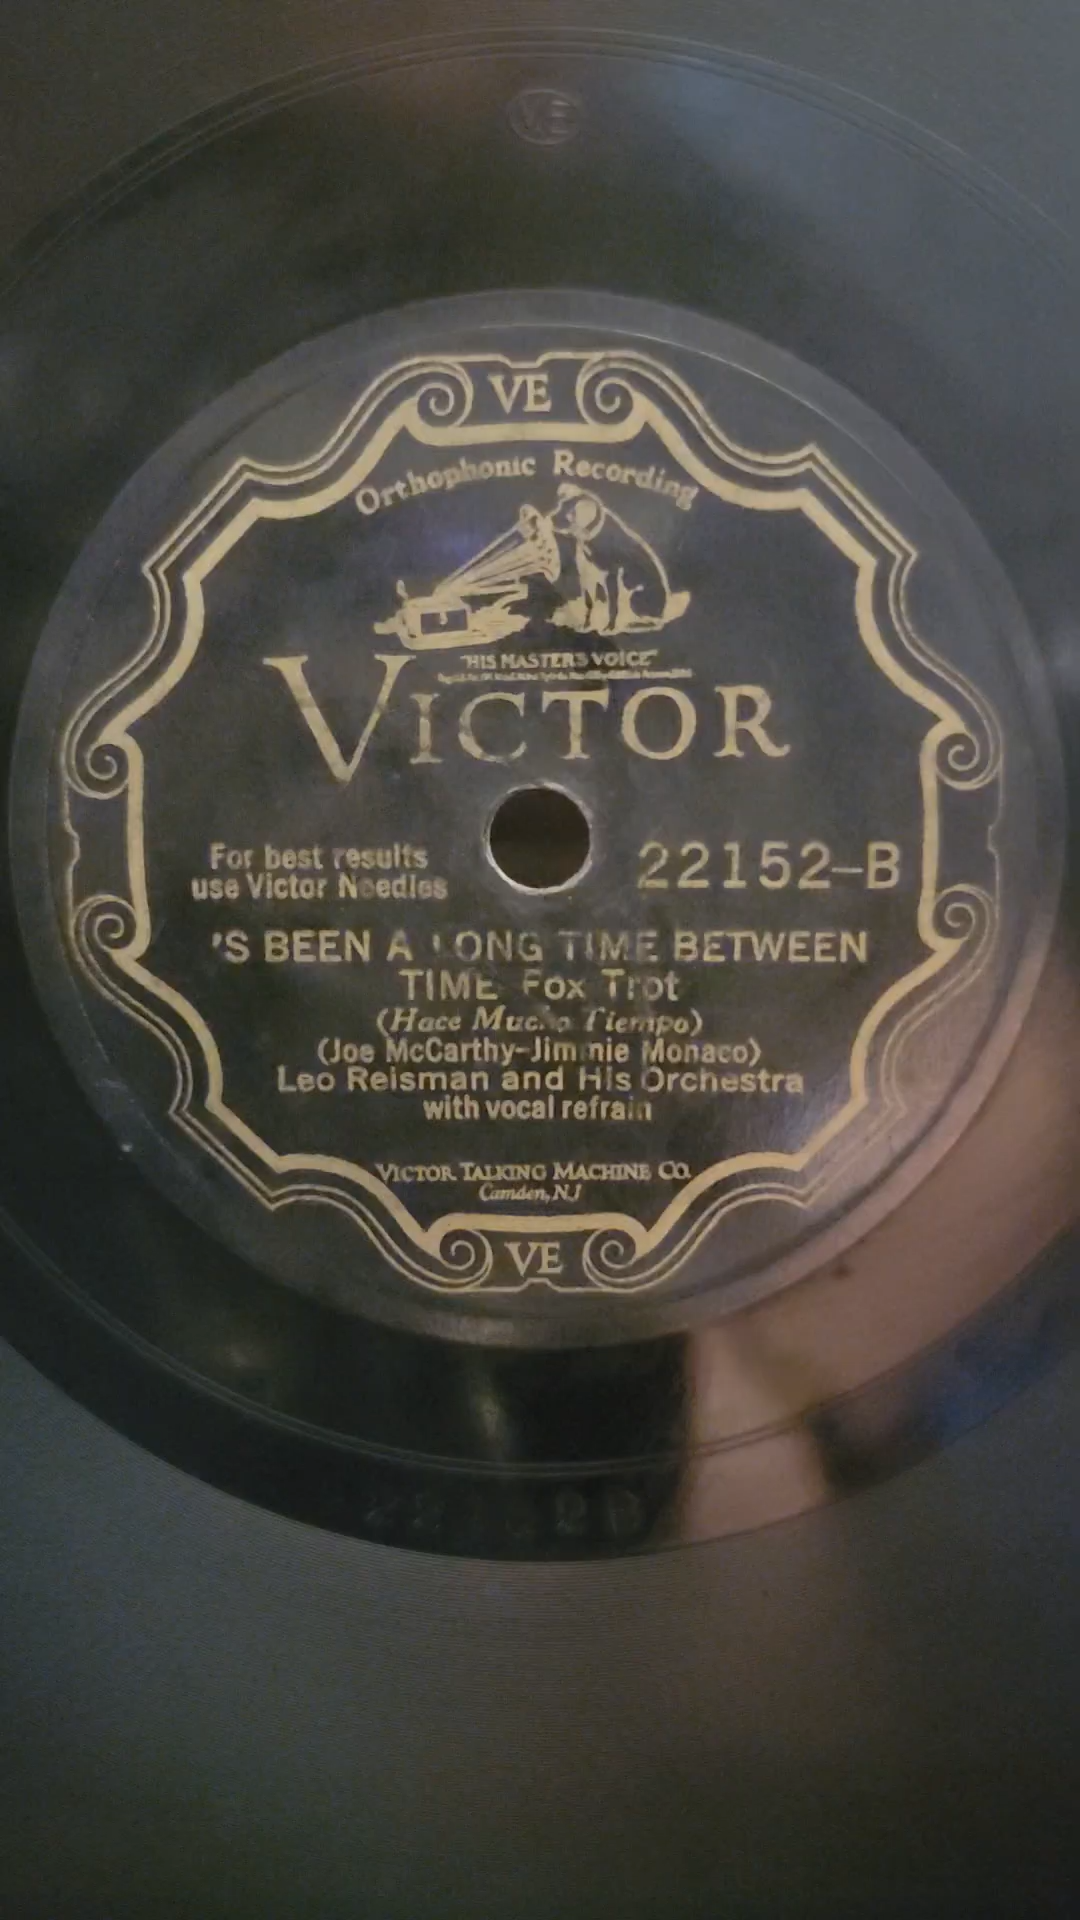 VE
VE
Orthophonic Recording
"HIS MASTER'S VOICE"
VICTOR
For best results
use Victor Needles
22152-B
'S BEEN A LONG TIME BETWEEN
TIME Fox Trot
(Hace Mucho Tiempo)
(Joe McCarthy-Jimmie Monaco)
Leo Reisman and His Orchestra
with vocal refrain
VICTOR TALKING MACHINE CO.
Camden, NJ
VE